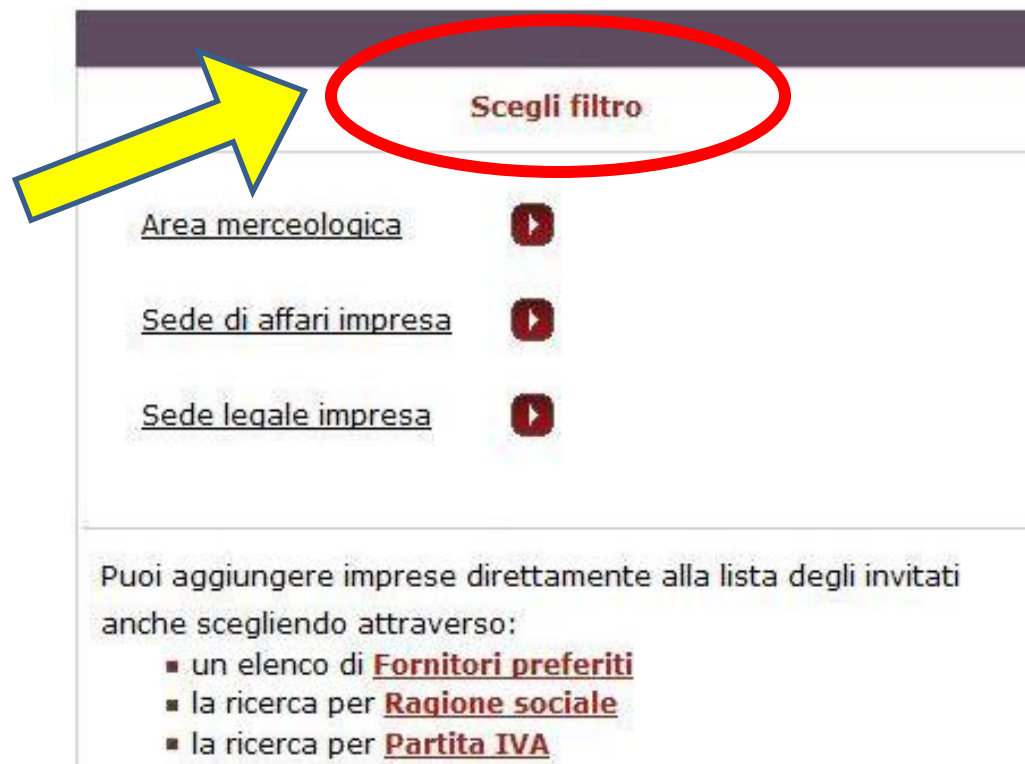 Scegli filtro
Area merceologica
Sede di affari impresa
Sede legale impresa
Puoi aggiungere imprese direttamente alla lista degli invitati
anche scegliendo attraverso:
▪ un elenco di Fornitori preferiti
▪ la ricerca per Ragione sociale
▪ la ricerca per Partita IVA